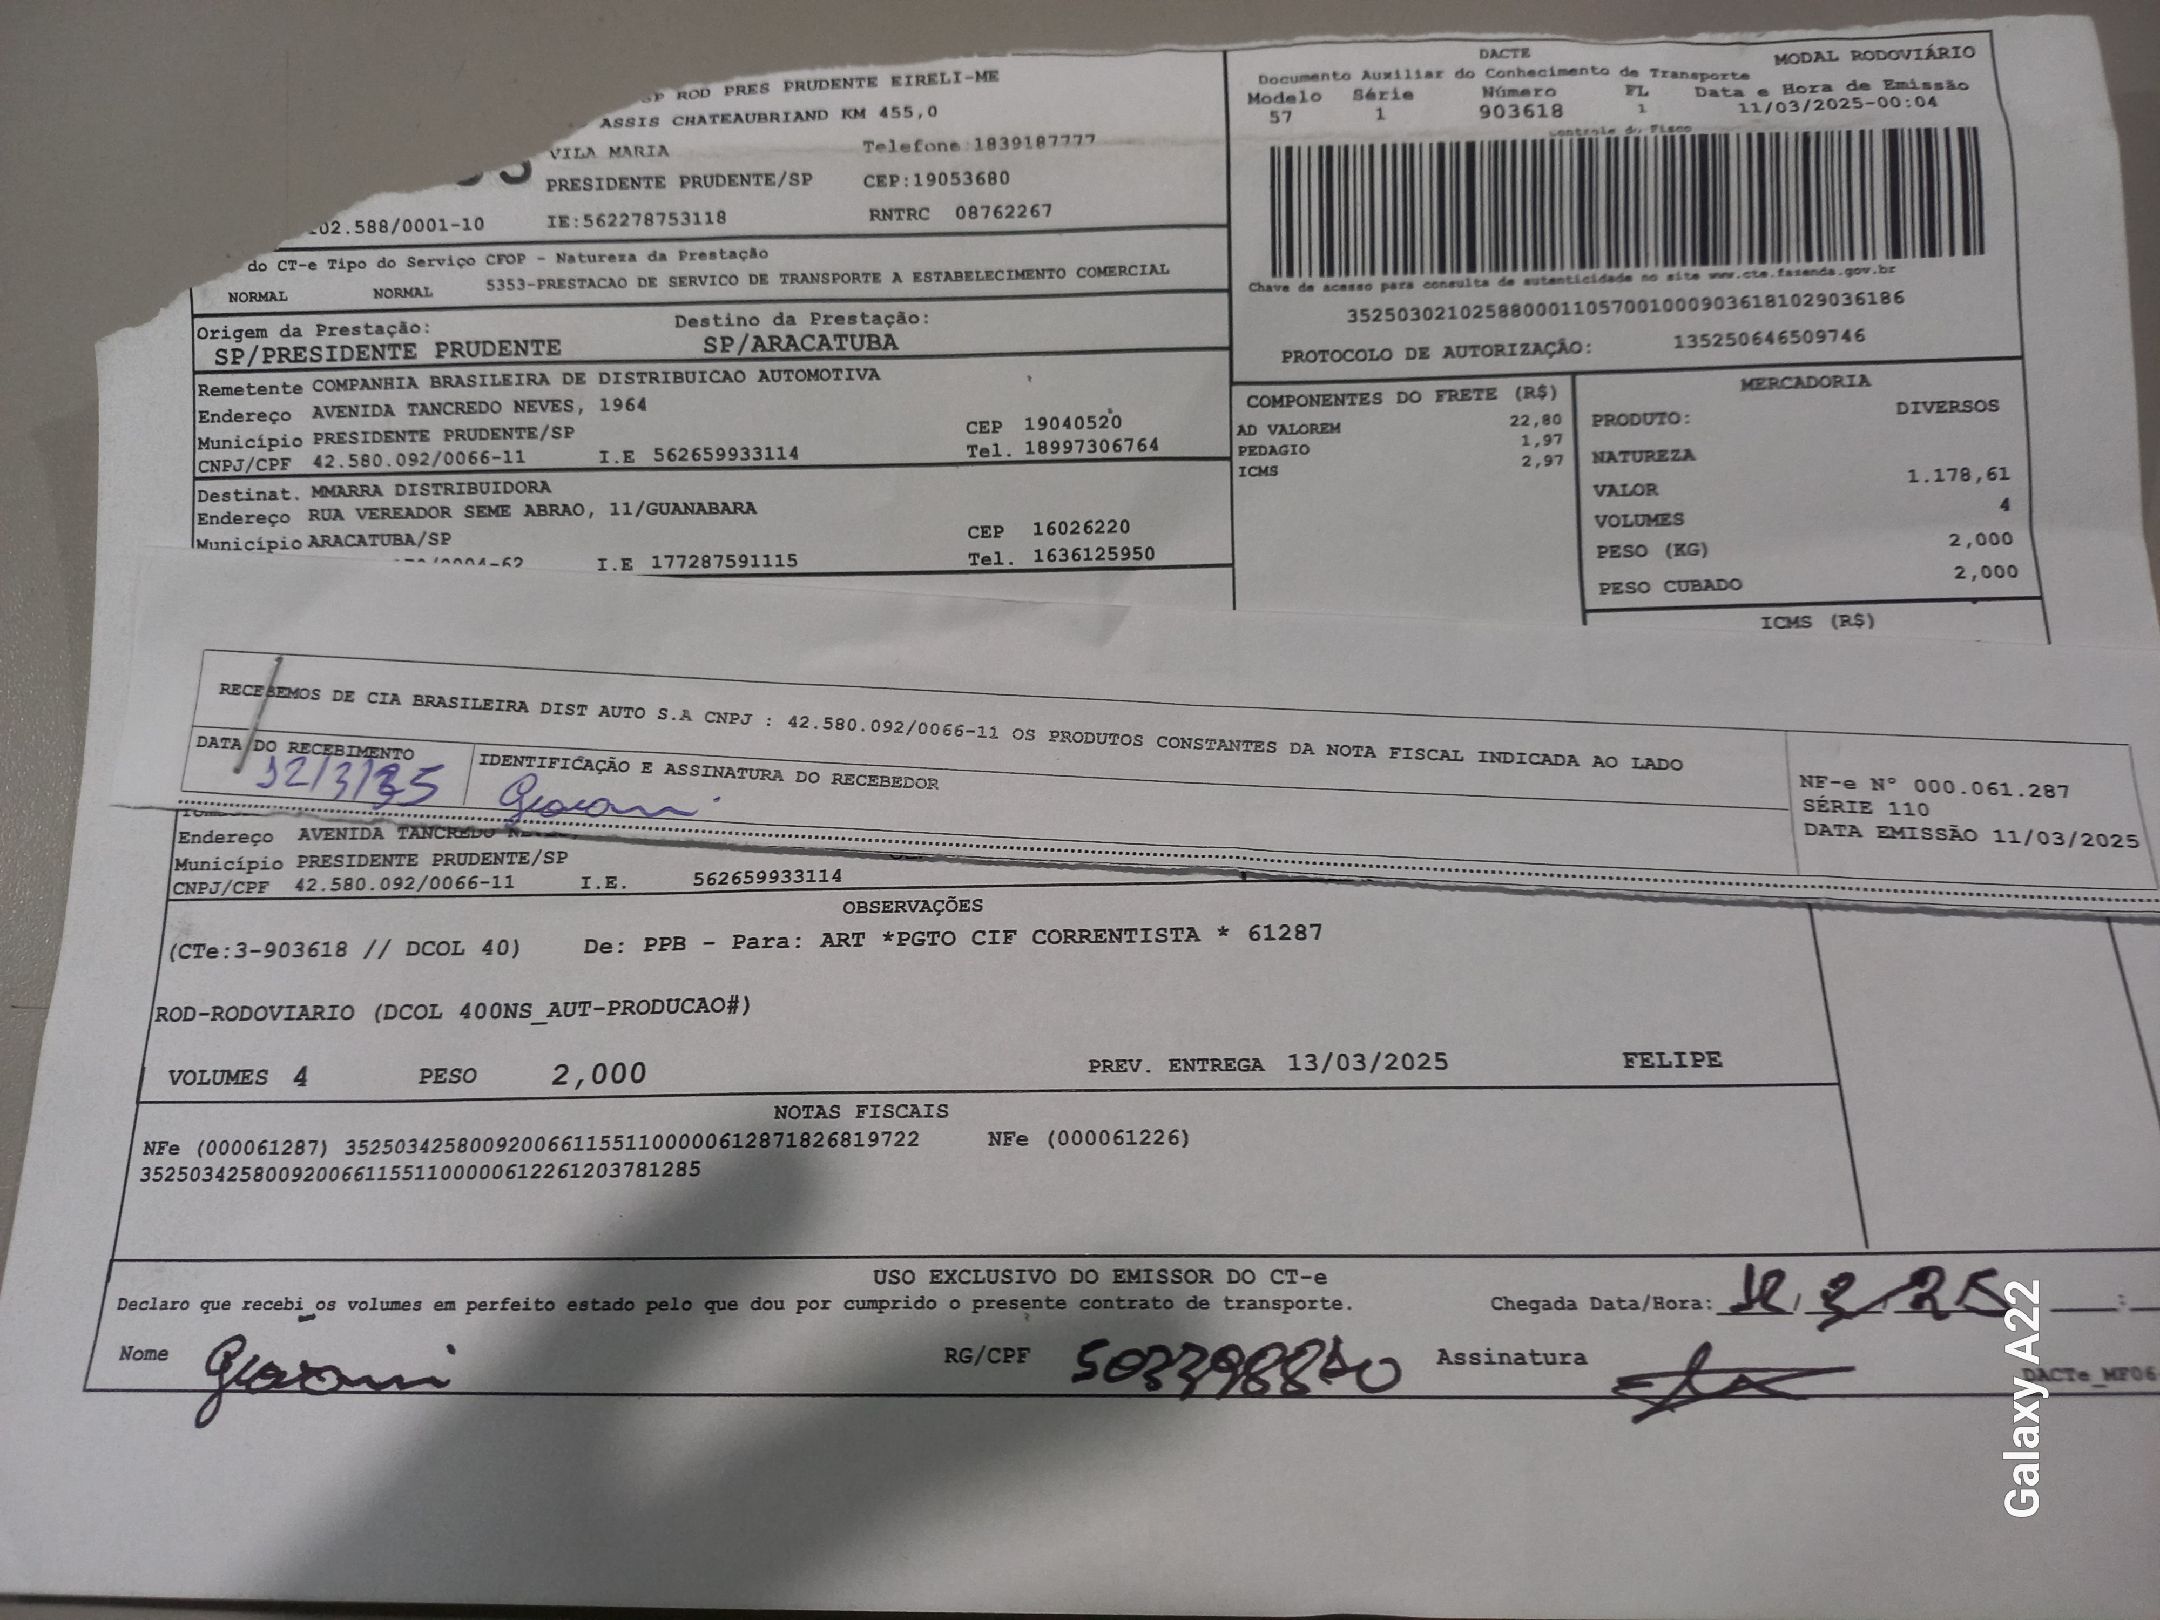 SP ROD PRES PRUDENTE EIRELI-ME
ASSIS CHATEAUBRIAND KM 455,0
VILA MARIA Telefone:1839187777
PRESIDENTE PRUDENTE/SP CEP:19053680
102.588/0001-10 IE:562278753118 RNTRC 08762267
DACTE MODAL RODOVIÁRIO
Documento Auxiliar do Conhecimento de Transporte
Modelo Série Número FL Data e Hora de Emissão
57 1 903618 1 11/03/2025-00:04
Controle do Fisco
Chave de acesso para consulta de autenticidade no site www.cte.fazenda.gov.br
35250302102588000110570010009036181029036186
PROTOCOLO DE AUTORIZAÇÃO: 135250646509746
do CT-e Tipo do Serviço CFOP - Natureza da Prestação
NORMAL NORMAL 5353-PRESTACAO DE SERVICO DE TRANSPORTE A ESTABELECIMENTO COMERCIAL
Origem da Prestação: Destino da Prestação:
SP/PRESIDENTE PRUDENTE SP/ARACATUBA
Remetente COMPANHIA BRASILEIRA DE DISTRIBUICAO AUTOMOTIVA
Endereço AVENIDA TANCREDO NEVES, 1964
Município PRESIDENTE PRUDENTE/SP CEP 19040520
CNPJ/CPF 42.580.092/0066-11 I.E 562659933114 Tel. 18997306764
Destinat. MMARRA DISTRIBUIDORA
Endereço RUA VEREADOR SEME ABRAO, 11/GUANABARA
Município ARACATUBA/SP CEP 16026220
I.E 177287591115 Tel. 1636125950
COMPONENTES DO FRETE (R$)
AD VALOREM 22,80
PEDAGIO 1,97
ICMS 2,97
MERCADORIA
PRODUTO: DIVERSOS
NATUREZA
VALOR 1.178,61
VOLUMES 4
PESO (KG) 2,000
PESO CUBADO 2,000
ICMS (R$)
RECEBEMOS DE CIA BRASILEIRA DIST AUTO S.A CNPJ : 42.580.092/0066-11 OS PRODUTOS CONSTANTES DA NOTA FISCAL INDICADA AO LADO
DATA DO RECEBIMENTO IDENTIFICAÇÃO E ASSINATURA DO RECEBEDOR
Giovani
NF-e N° 000.061.287
SÉRIE 110
DATA EMISSÃO 11/03/2025
Endereço AVENIDA TANCREDO
Município PRESIDENTE PRUDENTE/SP
CNPJ/CPF 42.580.092/0066-11 I.E. 562659933114
OBSERVAÇÕES
(CTe:3-903618 // DCOL 40) De: PPB - Para: ART *PGTO CIF CORRENTISTA * 61287
ROD-RODOVIARIO (DCOL 400NS_AUT-PRODUCAO#)
VOLUMES 4 PESO 2,000 PREV. ENTREGA 13/03/2025 FELIPE
NOTAS FISCAIS
NFe (000061287) 35250342580092006611551100000612871826819722 NFe (000061226)
35250342580092006611551100000612261203781285
USO EXCLUSIVO DO EMISSOR DO CT-e
Declaro que recebi os volumes em perfeito estado pelo que dou por cumprido o presente contrato de transporte. Chegada Data/Hora: 12/3/25
Nome Giovani RG/CPF Assinatura
Galaxy A22